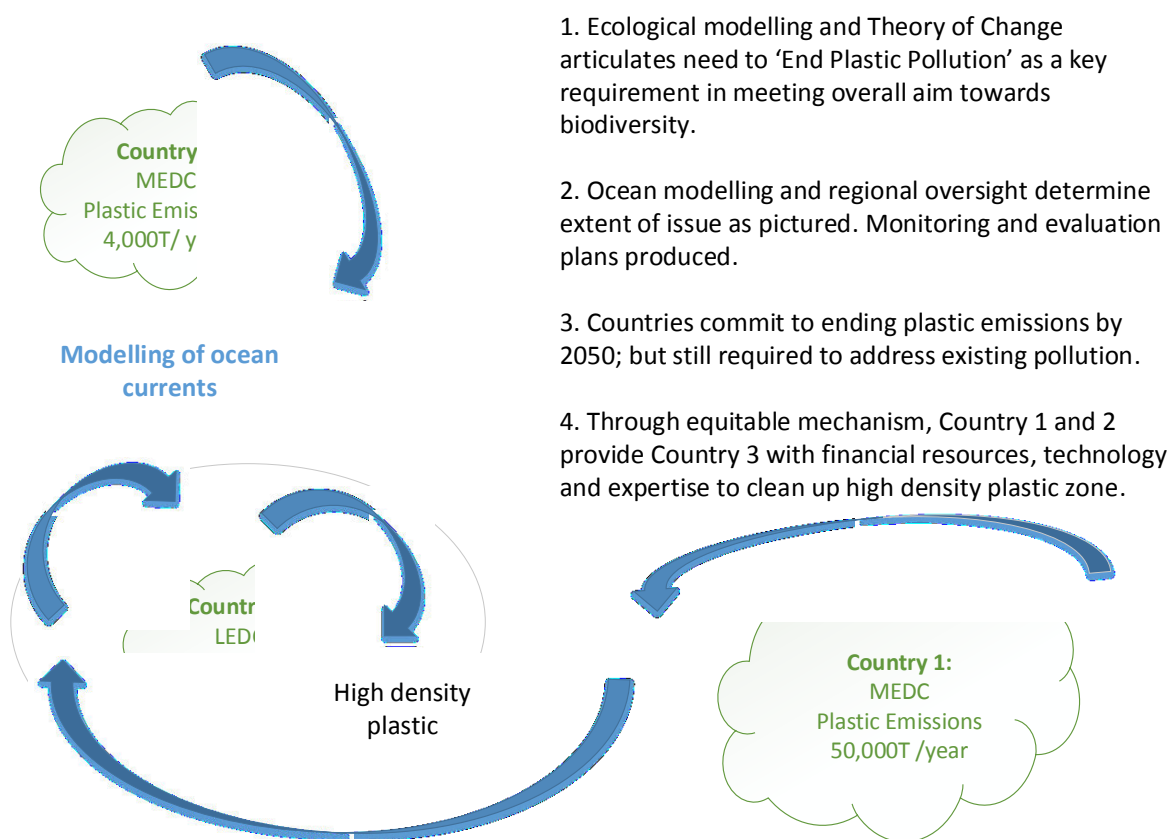 1. Ecological modelling and Theory of Change
articulates need to ‘End Plastic Pollution’ as a key
requirement in meeting overall aim towards
biodiversity.
2. Ocean modelling and regional oversight determine
extent of issue as pictured. Monitoring and evaluation
plans produced.
3. Countries commit to ending plastic emissions by
2050; but still required to address existing pollution.
4. Through equitable mechanism, Country 1 and 2
provide Country 3 with financial resources, technology
and expertise to clean up high density plastic zone.
Country
MEDC
Plastic Emis
4,000T/ y
Modelling of ocean
currents
Countr
LED
High density
plastic
Country 1:
MEDC
Plastic Emissions
50,000T /year